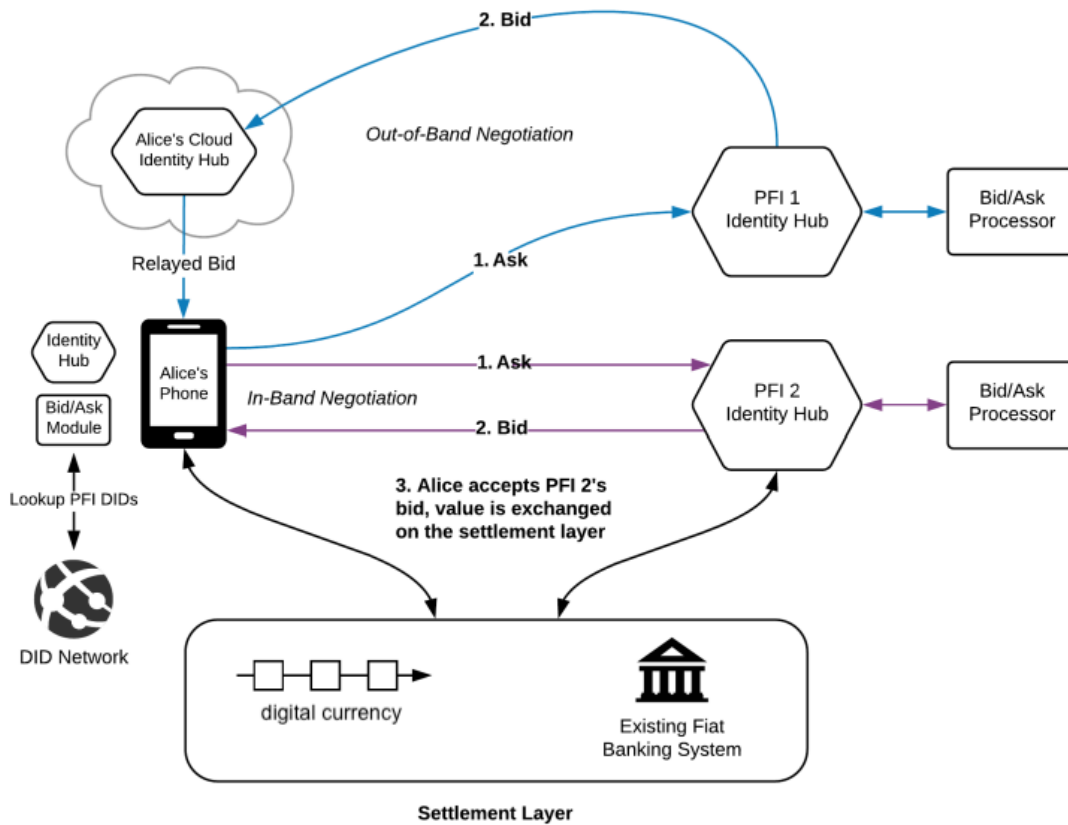 2. Bid
Alice's Cloud
Identity Hub
Out-of-Band Negotiation
PFI 1
Identity Hub
Bid/Ask
Processor
Relayed Bid
1. Ask
Identity
Hub
Bid/Ask
Module
Alice's
Phone
1. Ask
In-Band Negotiation
2. Bid
PFI 2
Identity Hub
Bid/Ask
Processor
Lookup PFI DIDs
DID Network
3. Alice accepts PFI 2's
bid, value is exchanged
on the settlement layer
digital currency
Existing Fiat
Banking System
Settlement Layer